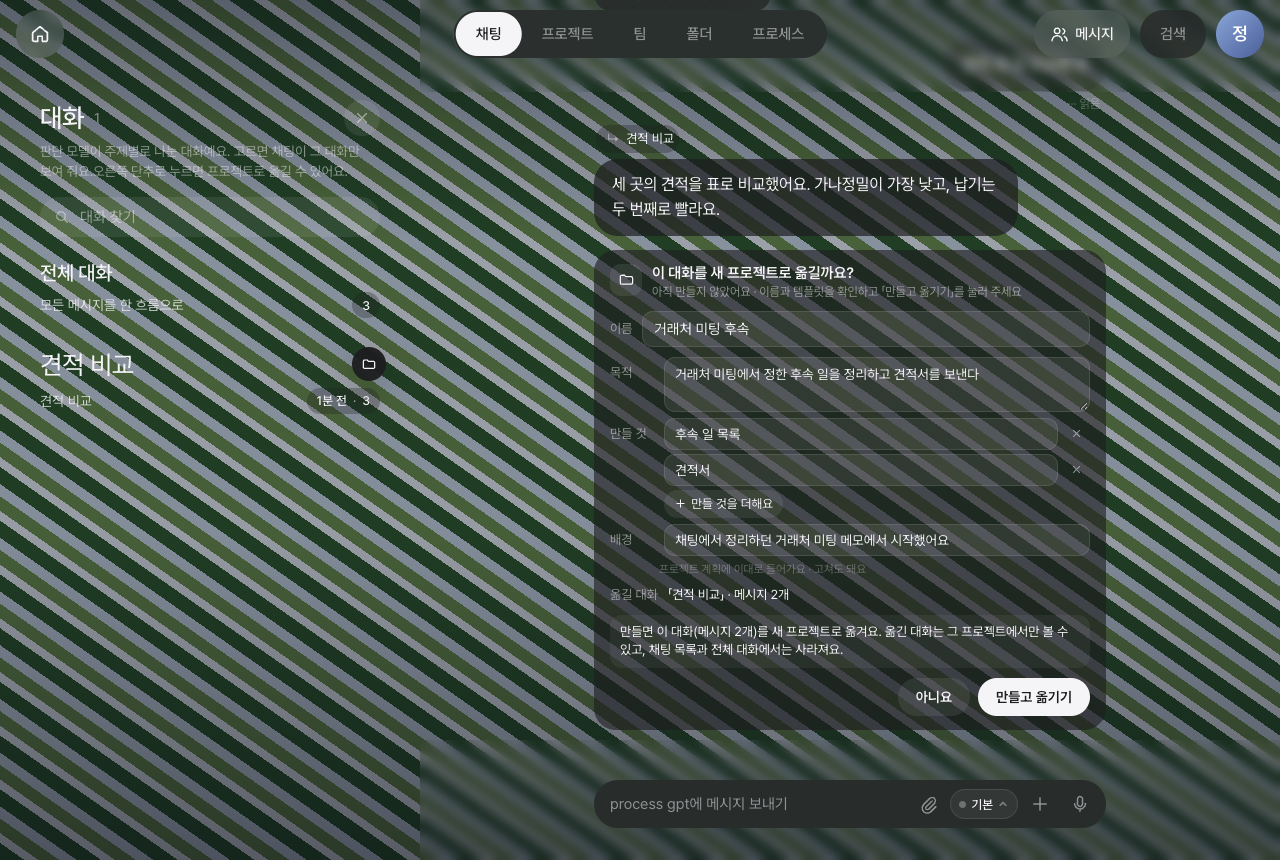 채팅
프로젝트
팀
폴더
프로세스
메시지
검색
정
대화 1
판단 모델이 주제별로 나눈 대화예요. 고르면 채팅이 그 대화만
보여 줘요.오른쪽 단추로 누르면 프로젝트로 옮길 수 있어요.
대화 찾기
전체 대화
모든 메시지를 한 흐름으로
3
견적 비교
견적 비교
1분 전 · 3
읽음
견적 비교
세 곳의 견적을 표로 비교했어요. 가나정밀이 가장 낮고, 납기는
두 번째로 빨라요.
이 대화를 새 프로젝트로 옮길까요?
아직 만들지 않았어요 · 이름과 템플릿을 확인하고 「만들고 옮기기」를 눌러 주세요
이름
거래처 미팅 후속
목적
거래처 미팅에서 정한 후속 일을 정리하고 견적서를 보낸다
만들 것
후속 일 목록
견적서
+ 만들 것을 더해요
배경
채팅에서 정리하던 거래처 미팅 메모에서 시작했어요
프로젝트 계획에 이대로 들어가요 · 고쳐도 돼요
옮길 대화 「견적 비교」 · 메시지 2개
만들면 이 대화(메시지 2개)를 새 프로젝트로 옮겨요. 옮긴 대화는 그 프로젝트에서만 볼 수
있고, 채팅 목록과 전체 대화에서는 사라져요.
아니요
만들고 옮기기
process gpt에 메시지 보내기
기본